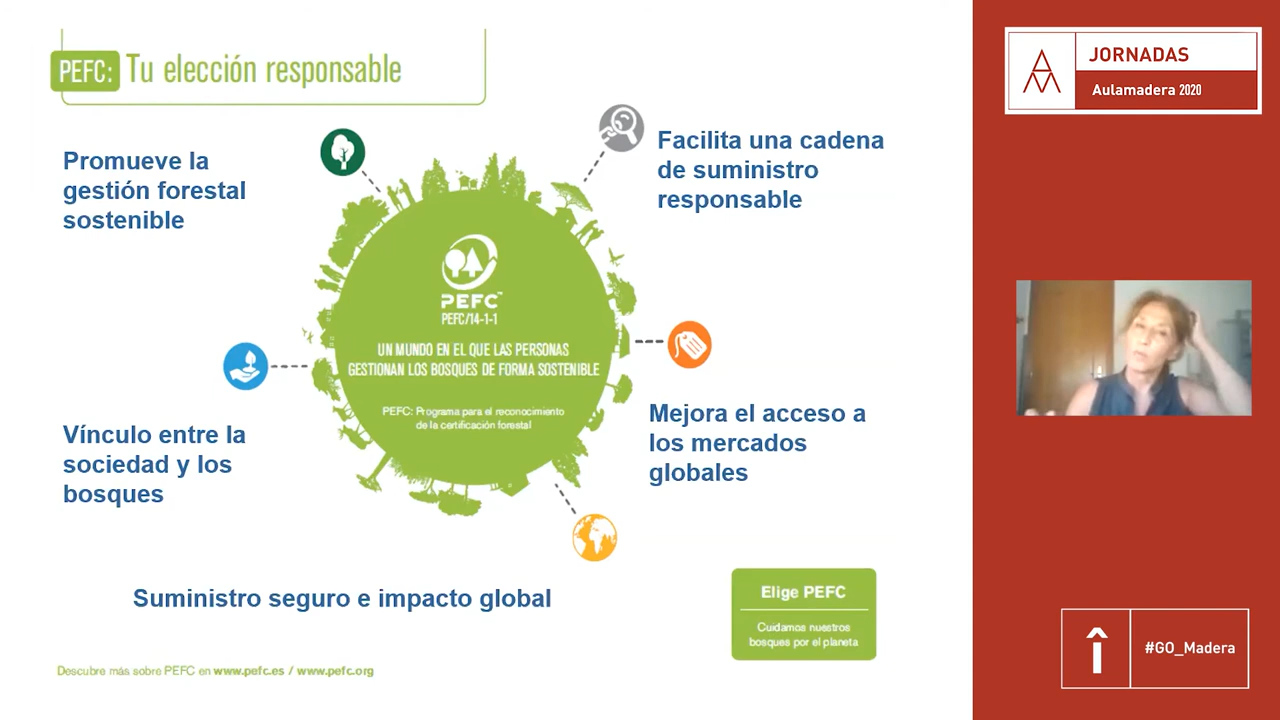 PEFC: Tu elección responsable
Promueve la
gestión forestal
sostenible
Facilita una cadena
de suministro
responsable
PEFC™
PEFC/14-1-1
UN MUNDO EN EL QUE LAS PERSONAS
GESTIONAN LOS BOSQUES DE FORMA SOSTENIBLE
PEFC: Programa para el reconocimiento
de la certificación forestal
Vínculo entre la
sociedad y los
bosques
Mejora el acceso a
los mercados
globales
Suministro seguro e impacto global
Elige PEFC
Cuidamos nuestros
bosques por el planeta
Descubre más sobre PEFC en www.pefc.es / www.pefc.org
JORNADAS
Aulamadera 2020
#GO_Madera